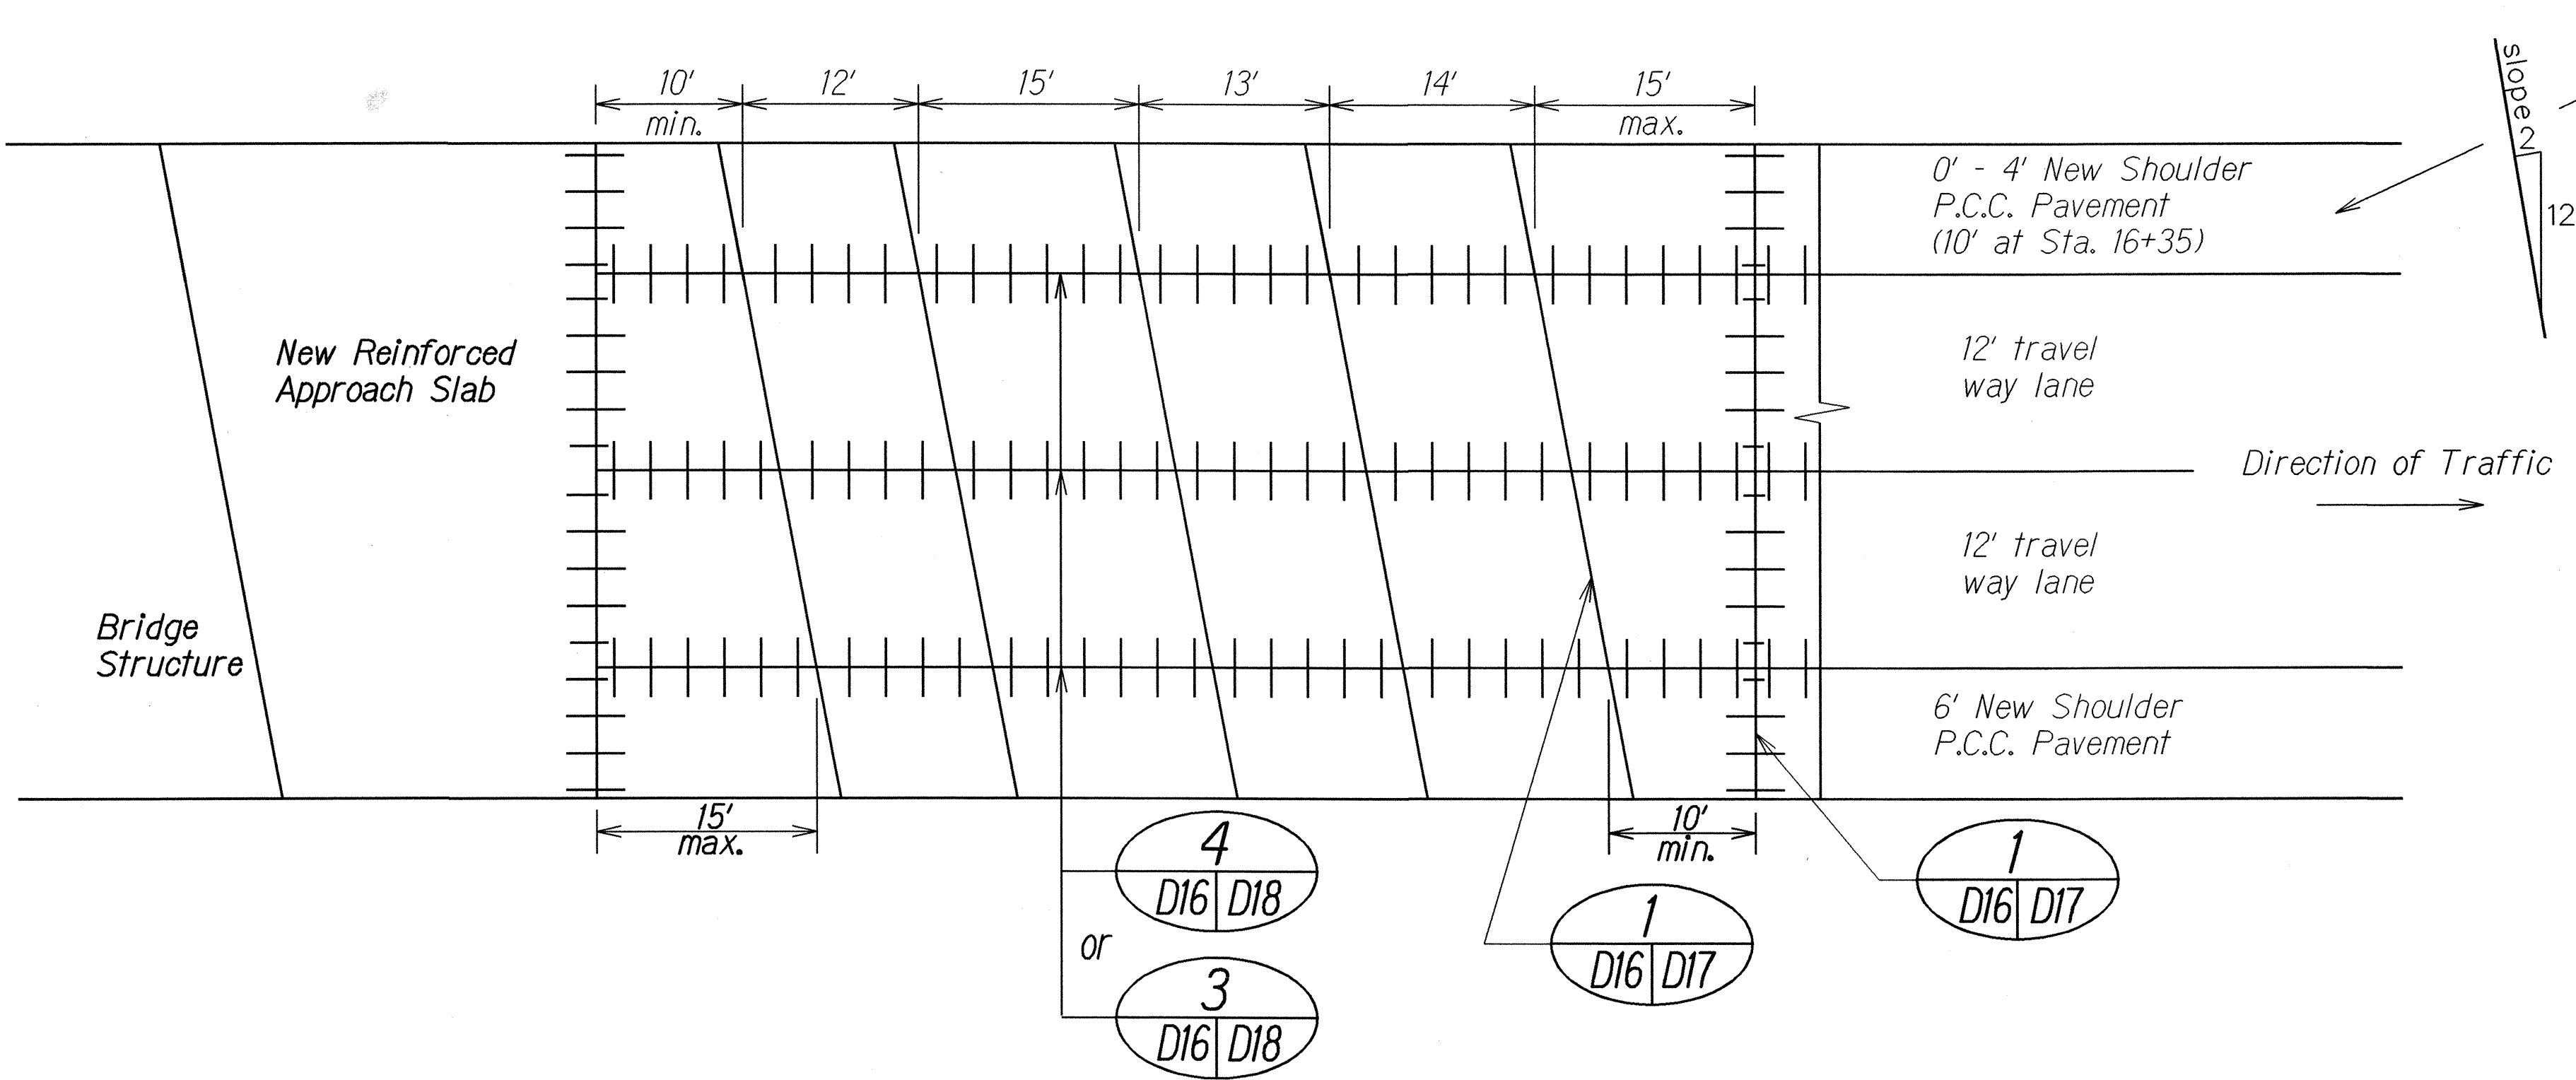 10' 12' 15' 13' 14' 15'
min. max.
slope
2
12
0' - 4' New Shoulder
P.C.C. Pavement
(10' at Sta. 16+35)
New Reinforced
Approach Slab
12' travel
way lane
Direction of Traffic
12' travel
way lane
Bridge
Structure
6' New Shoulder
P.C.C. Pavement
15'
max.
10'
min.
4
D16 D18
or
3
D16 D18
1
D16 D17
1
D16 D17